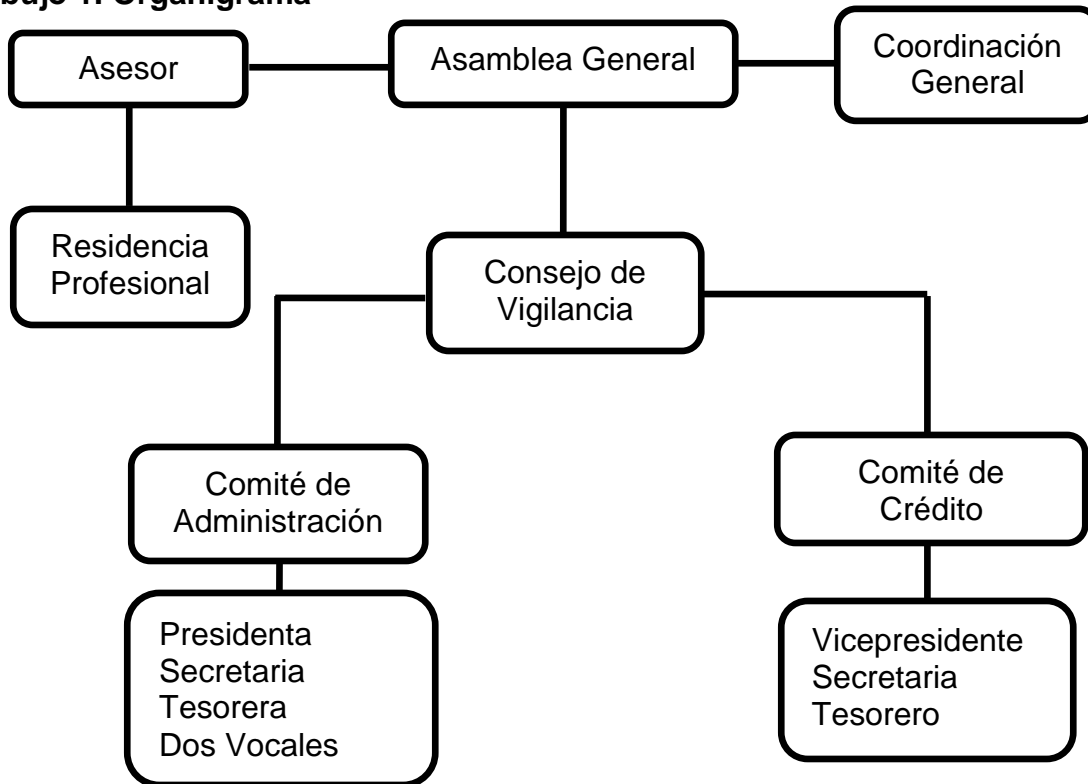 1. Organigrama
Asesor
Asamblea General
Coordinación
General
Residencia
Profesional
Consejo de
Vigilancia
Comité de
Administración
Comité de
Crédito
Presidenta
Secretaria
Tesorera
Dos Vocales
Vicepresidente
Secretaria
Tesorero